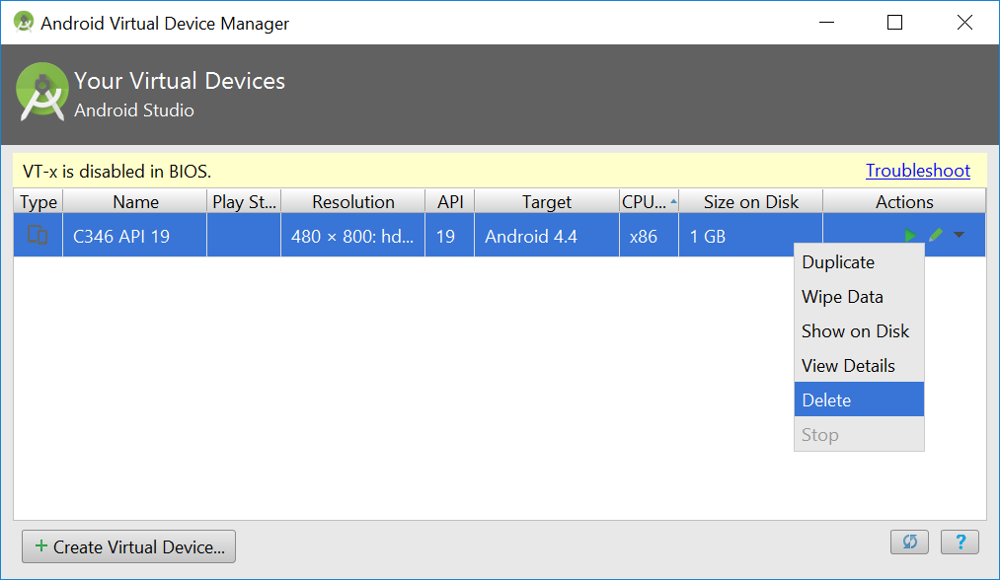 Android Virtual Device Manager
Your Virtual Devices
Android Studio
VT-x is disabled in BIOS. Troubleshoot
Type Name Play St... Resolution API Target CPU... Size on Disk Actions
C346 API 19 480 × 800: hd... 19 Android 4.4 x86 1 GB
Duplicate
Wipe Data
Show on Disk
View Details
Delete
Stop
+ Create Virtual Device... ?